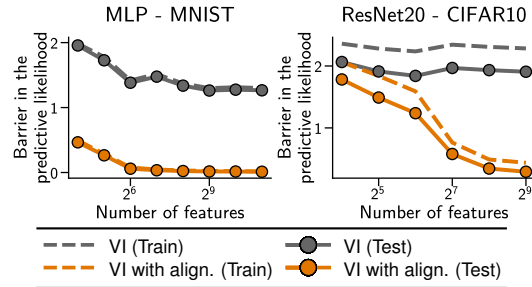 MLP - MNIST
Barrier in the
predictive likelihood
2
1
0
2^6
2^9
Number of features
ResNet20 - CIFAR10
Barrier in the
predictive likelihood
2
1
2^5
2^7
2^9
Number of features
VI (Train)
VI (Test)
VI with align. (Train)
VI with align. (Test)